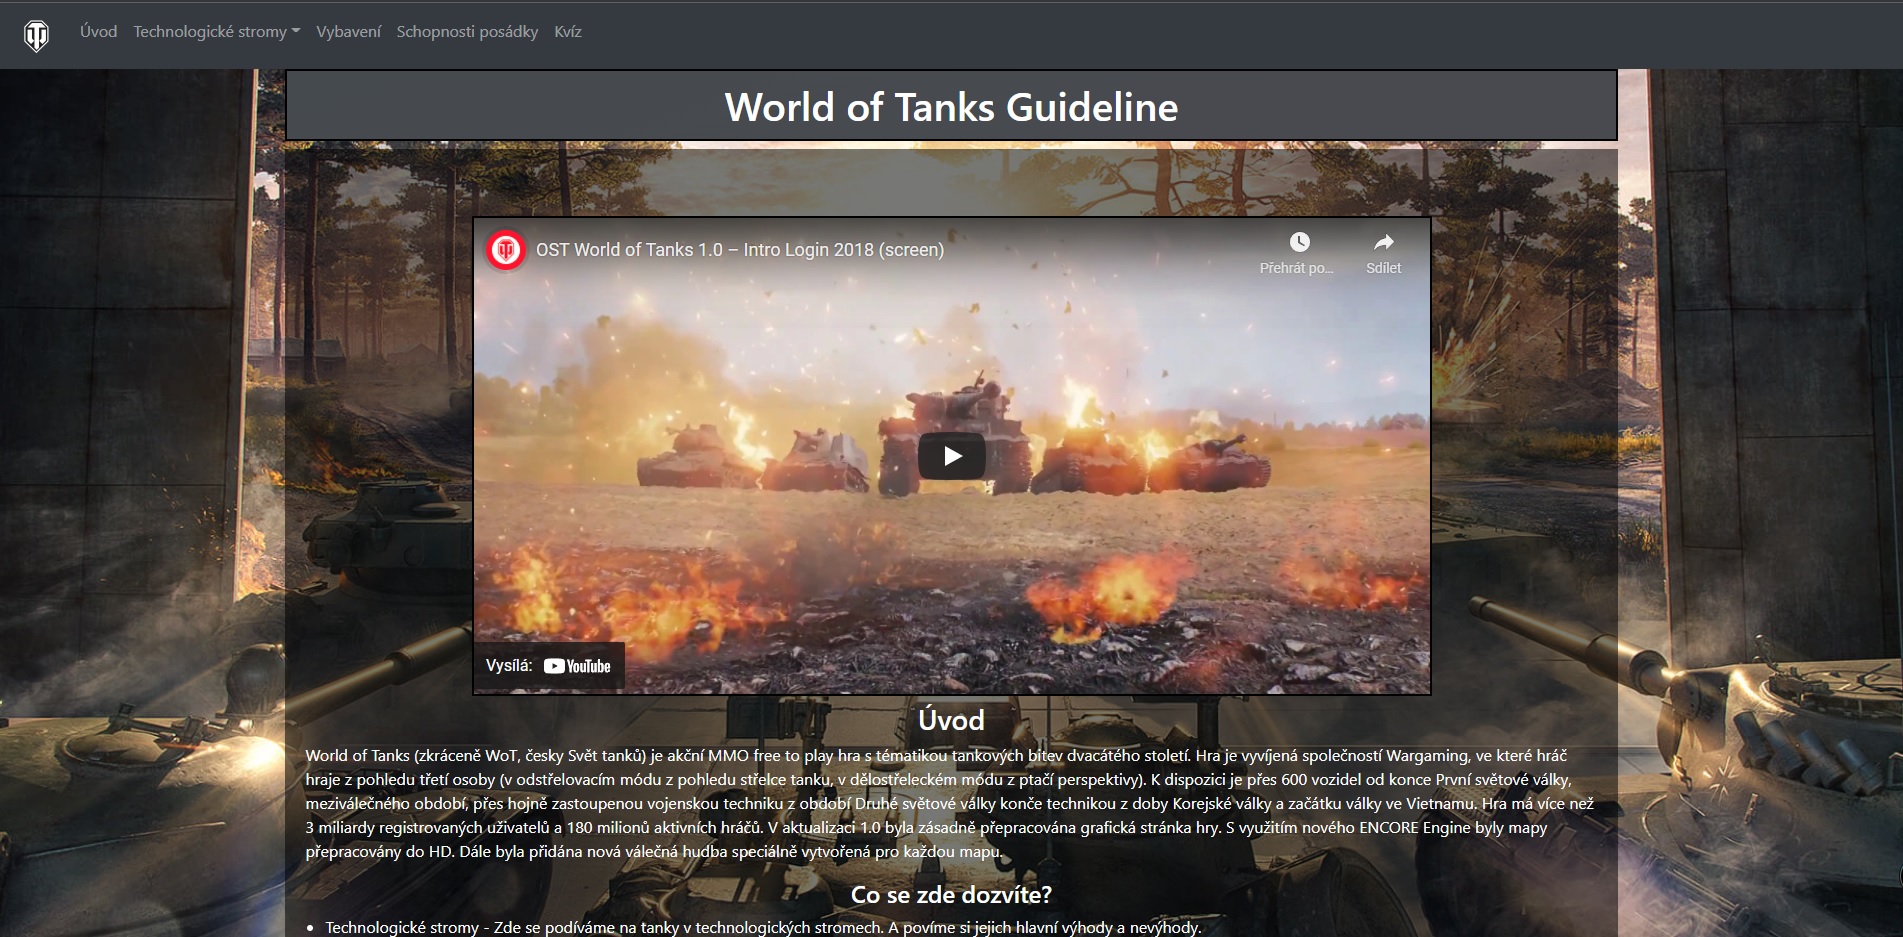 Úvod Technologické stromy Vybavení Schopnosti posádky Kvíz
World of Tanks Guideline
OST World of Tanks 1.0 – Intro Login 2018 (screen)
Přehrát po...
Sdílet
Vysílá: YouTube
Úvod
World of Tanks (zkráceně WoT, česky Svět tanků) je akční MMO free to play hra s tématikou tankových bitev dvacátého století. Hra je vyvíjená společností Wargaming, ve které hráč
hraje z pohledu třetí osoby (v odstřelovacím módu z pohledu střelce tanku, v dělostřeleckém módu z ptačí perspektivy). K dispozici je přes 600 vozidel od konce První světové války,
meziválečného období, přes hojně zastoupenou vojenskou techniku z období Druhé světové války konče technikou z doby Korejské války a začátku války ve Vietnamu. Hra má více než
3 miliardy registrovaných uživatelů a 180 milionů aktivních hráčů. V aktualizaci 1.0 byla zásadně přepracována grafická stránka hry. S využitím nového ENCORE Engine byly mapy
přepracovány do HD. Dále byla přidána nová válečná hudba speciálně vytvořená pro každou mapu.
Co se zde dozvíte?
• Technologické stromy - Zde se podíváme na tanky v technologických stromech. A povíme si jejich hlavní výhody a nevýhody.